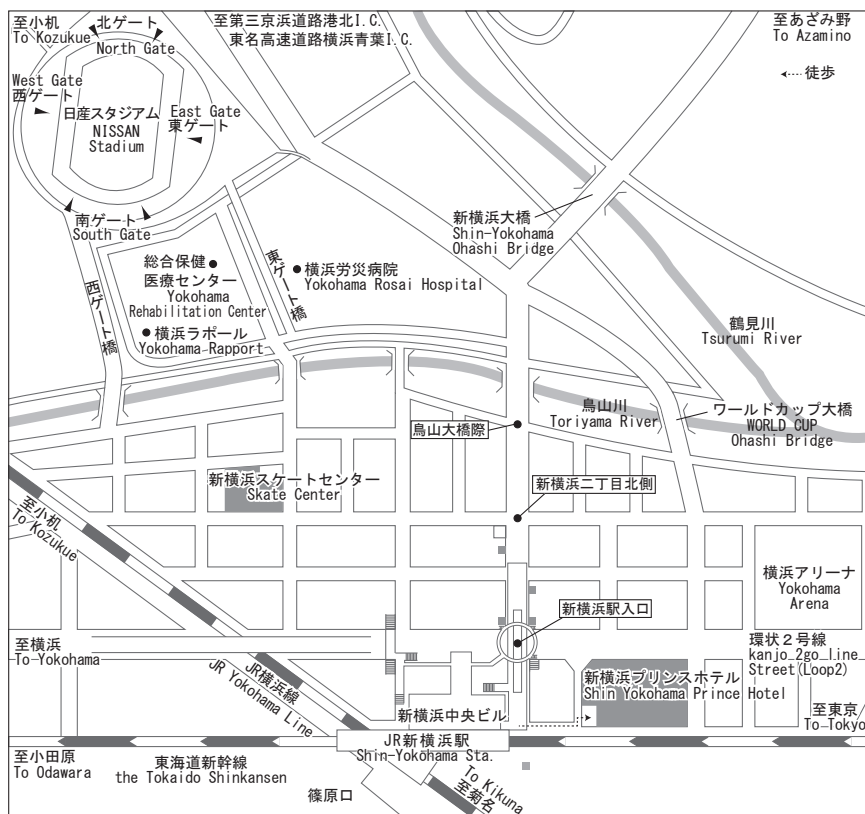 至小机
To Kozukue
北ゲート
North Gate
至第三京浜道路港北I.C.
東名高速道路横浜青葉I.C.
至あざみ野
To Azamino
徒歩
West Gate
西ゲート
日産スタジアム
NISSAN
Stadium
East Gate
東ゲート
南ゲート
South Gate
新横浜大橋
Shin-Yokohama
Ohashi Bridge
総合保健
医療センター
Yokohama
Rehabilitation Center
東ゲート橋
横浜労災病院
Yokohama Rosai Hospital
西ゲート橋
横浜ラポール
Yokohama Rapport
鶴見川
Tsurumi River
鳥山川
Toriyama River
ワールドカップ大橋
WORLD CUP
Ohashi Bridge
鳥山大橋際
新横浜スケートセンター
Skate Center
新横浜二丁目北側
至小机
To Kozukue
横浜アリーナ
Yokohama
Arena
新横浜駅入口
至横浜
To Yokohama
環状２号線
kanjo 2go line
Street(Loop2)
JR横浜線
JR Yokohama Line
新横浜プリンスホテル
Shin Yokohama Prince Hotel
新横浜中央ビル
至東京
To Tokyo
JR新横浜駅
Shin-Yokohama Sta.
至小田原
To Odawara
東海道新幹線
the Tokaido Shinkansen
篠原口
To Kikuna
至菊名